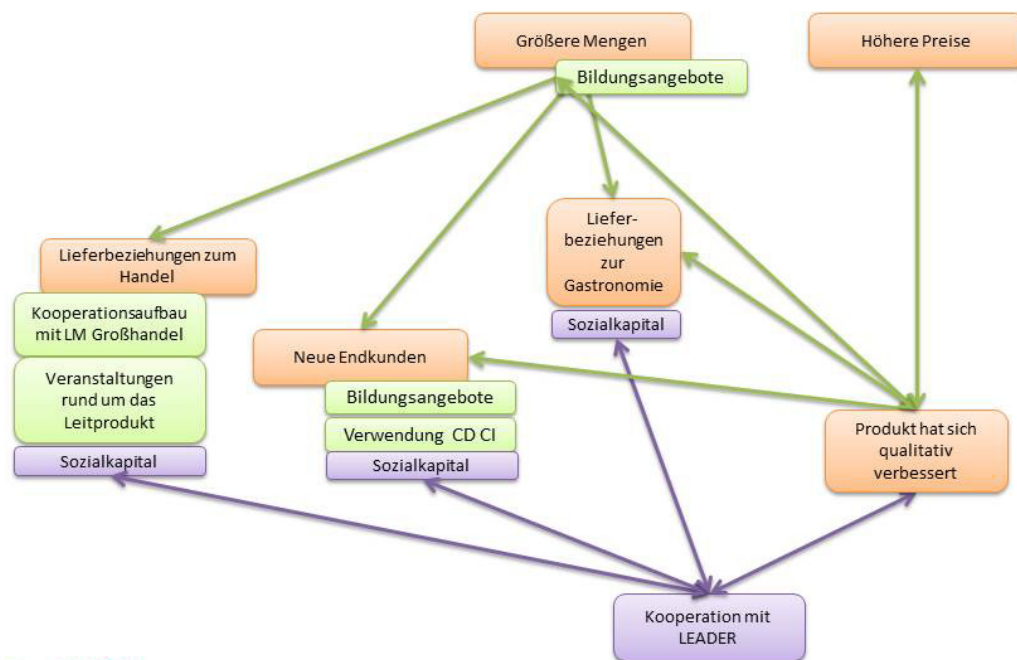 Größere Mengen
Höhere Preise
Bildungsangebote
Liefer-
beziehungen
zur
Gastronomie
Sozialkapital
Lieferbeziehungen zum
Handel
Kooperationsaufbau
mit LM Großhandel
Veranstaltungen
rund um das
Leitprodukt
Sozialkapital
Neue Endkunden
Bildungsangebote
Verwendung CD CI
Sozialkapital
Produkt hat sich
qualitativ
verbessert
Kooperation mit
LEADER